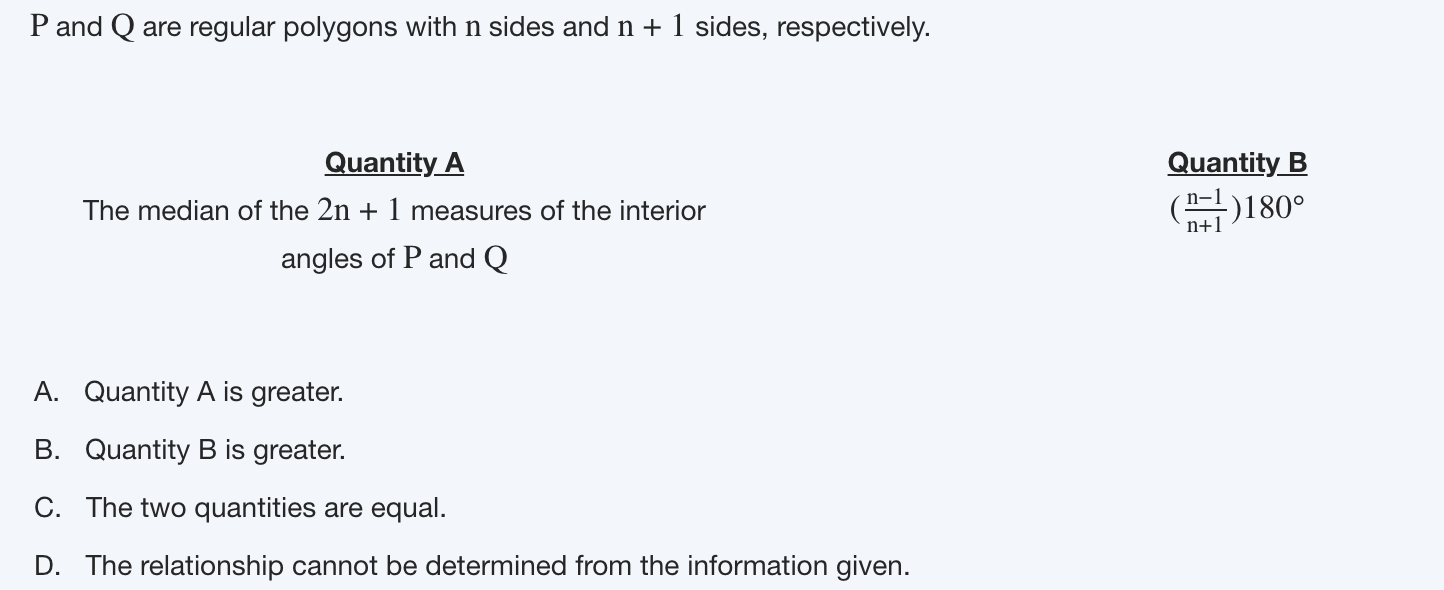 P and Q are regular polygons with n sides and n + 1 sides, respectively.
Quantity A
The median of the 2n + 1 measures of the interior
angles of P and Q
Quantity B
(n−1/n+1)180°
A. Quantity A is greater.
B. Quantity B is greater.
C. The two quantities are equal.
D. The relationship cannot be determined from the information given.